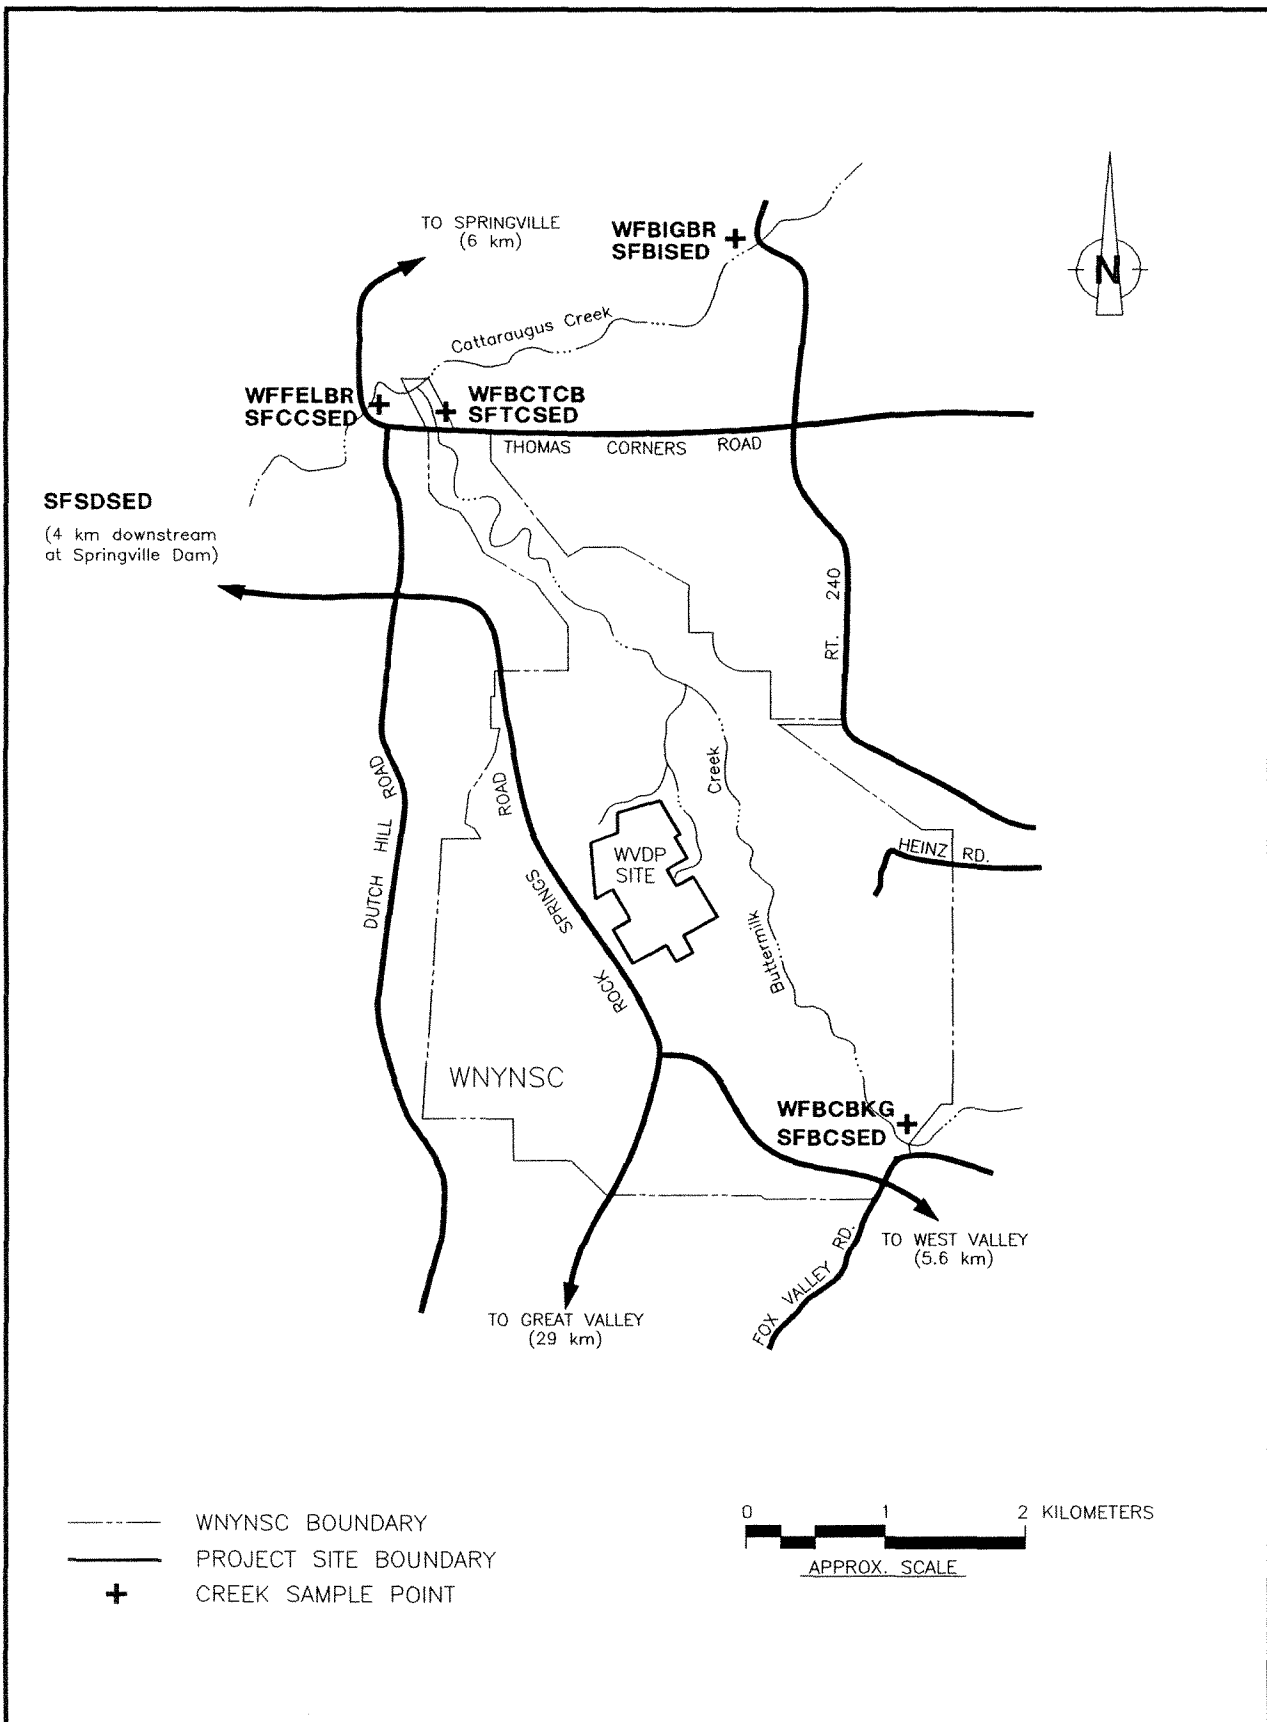 TO SPRINGVILLE
(6 km)
WFBIGBR
SFBISED
N
Cattaraugus Creek
WFFELBR
SFCCSED
WFBCTCB
SFTCSED
THOMAS CORNERS ROAD
SFSDSED
(4 km downstream
at Springville Dam)
RT. 240
DUTCH HILL ROAD
ROCK SPRINGS ROAD
Buttermilk Creek
WVDP
SITE
HEINZ RD.
WNYNSC
WFBCBKG
SFBCSED
TO WEST VALLEY
(5.6 km)
FOX VALLEY RD.
TO GREAT VALLEY
(29 km)
WNYNSC BOUNDARY
PROJECT SITE BOUNDARY
CREEK SAMPLE POINT
0 1 2 KILOMETERS
APPROX. SCALE